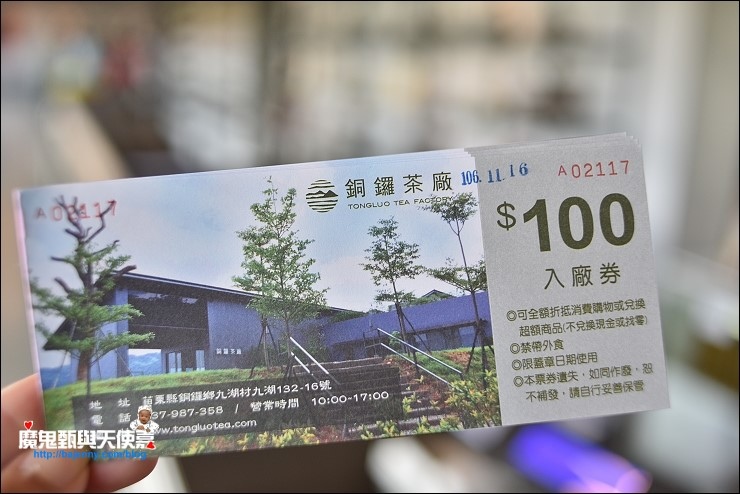 A02117
銅鑼茶廠
TONGLUO TEA FACTORY
106.11.16
A02117
$100
入廠券
◎可全額折抵消費購物或兌換
超額商品(不兌換現金或找零)
◎禁帶外食
◎限蓋章日期使用
◎本票券遺失，如同作廢，恕
不補發，請自行妥善保管
銅鑼茶廠
地 址 苗栗縣銅鑼鄉九湖村九湖132-16號
電 話 037-987-358 / 營業時間 10:00-17:00
www.tongluotea.com
魔鬼甄與天使嘉